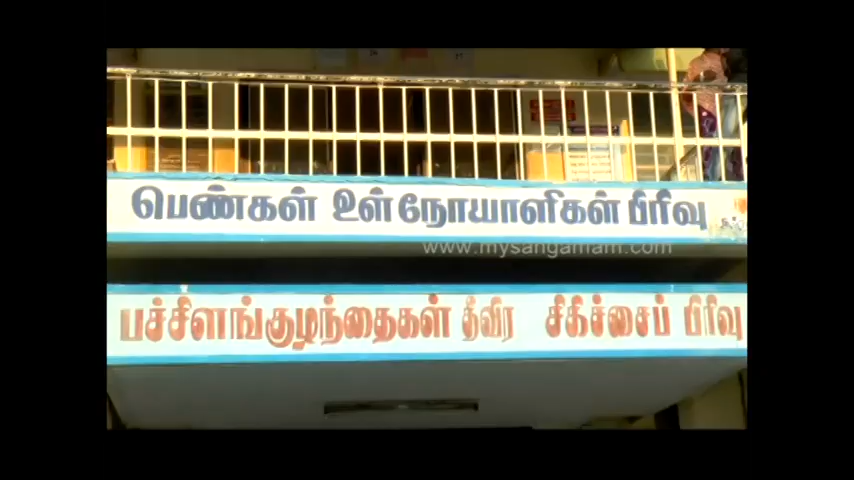 பெண்கள் உள்நோயாளிகள் பிரிவு
www.mysangamam.com
பச்சிளங்குழந்தைகள் தீவிர சிகிச்சைப் பிரிவு